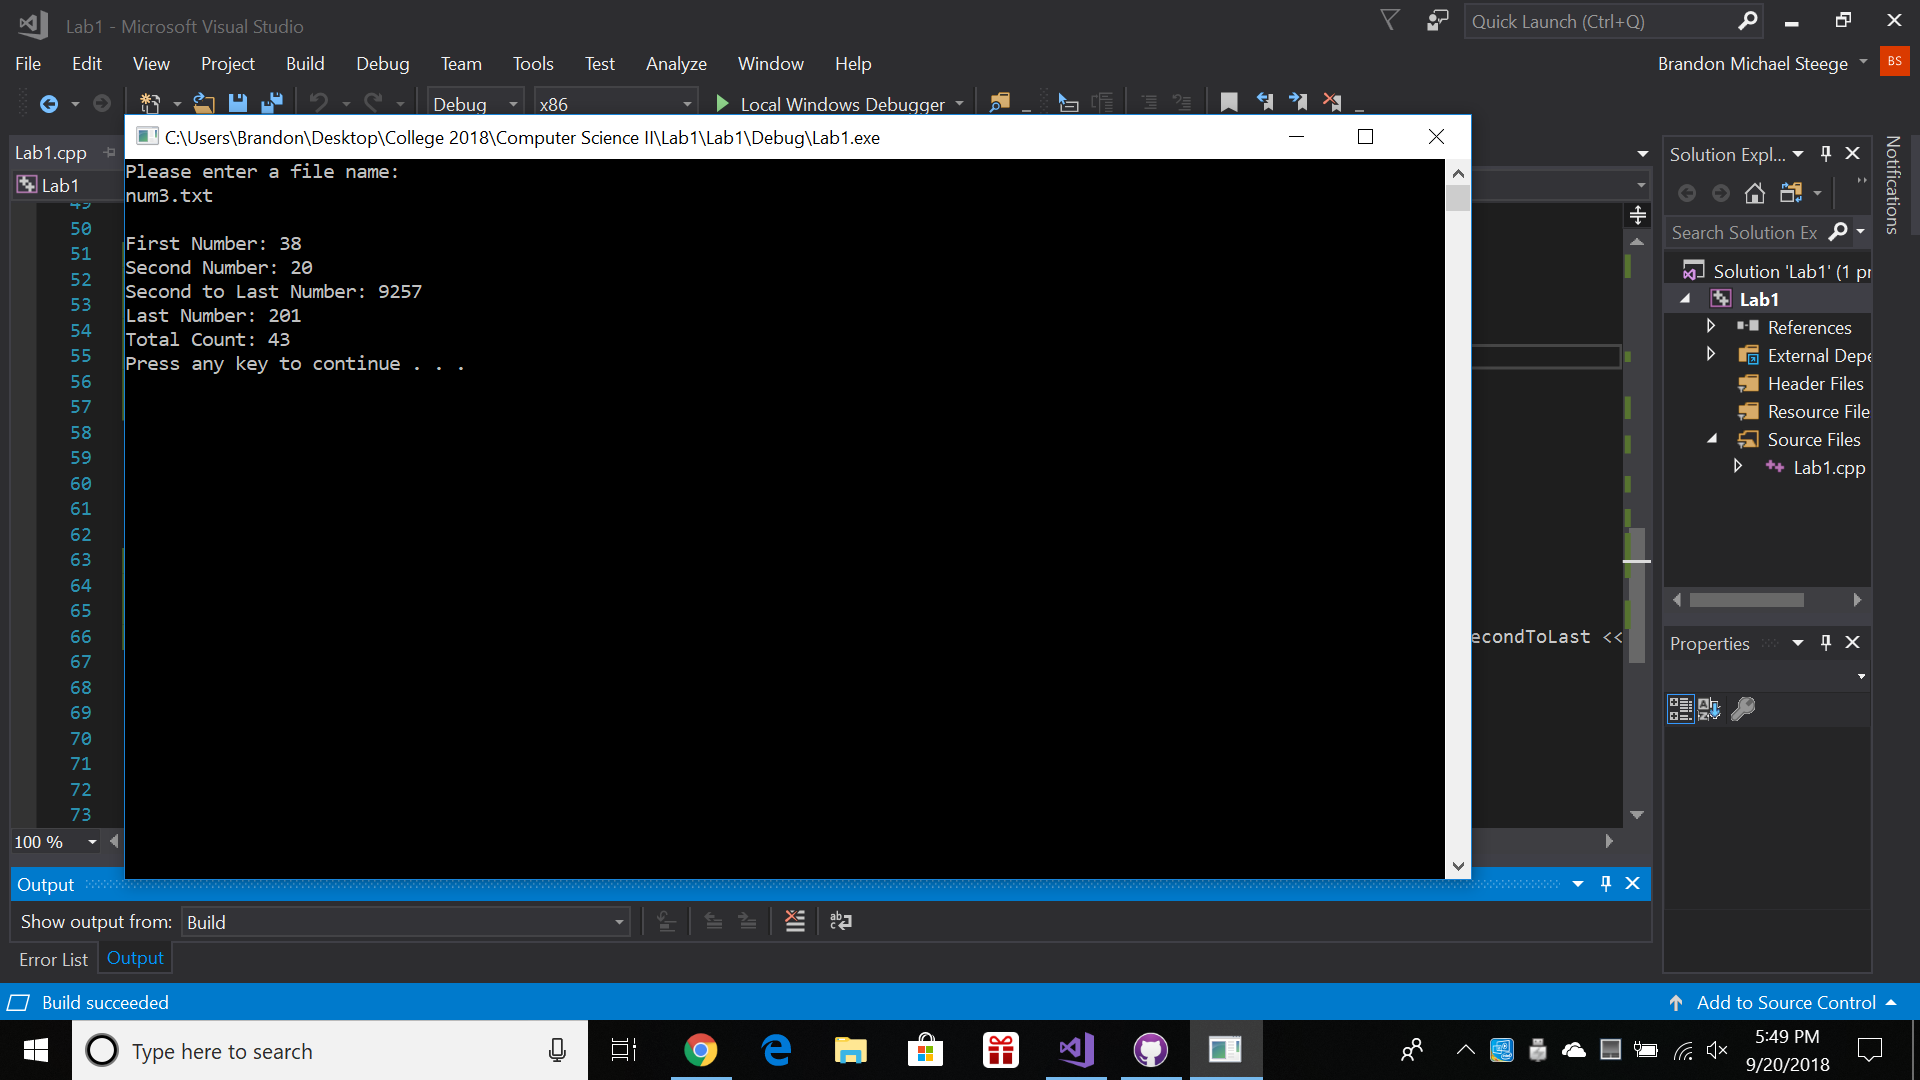 Lab1 - Microsoft Visual Studio
Quick Launch (Ctrl+Q)
File Edit View Project Build Debug Team Tools Test Analyze Window Help
Brandon Michael Steege
BS
Debug x86 Local Windows Debugger
C:\Users\Brandon\Desktop\College 2018\Computer Science II\Lab1\Lab1\Debug\Lab1.exe
Lab1.cpp
Lab1
Please enter a file name:
num3.txt
First Number: 38
Second Number: 20
Second to Last Number: 9257
Last Number: 201
Total Count: 43
Press any key to continue . . .
49
50
51
52
53
54
55
56
57
58
59
60
61
62
63
64
65
66
67
68
69
70
71
72
73
econdToLast <<
100 %
Solution Expl...
Search Solution Ex
Solution 'Lab1' (1 pr
Lab1
References
External Depe
Header Files
Resource File
Source Files
Lab1.cpp
Properties
Notifications
Output
Show output from: Build
Error List Output
Build succeeded
Add to Source Control
Type here to search
5:49 PM
9/20/2018